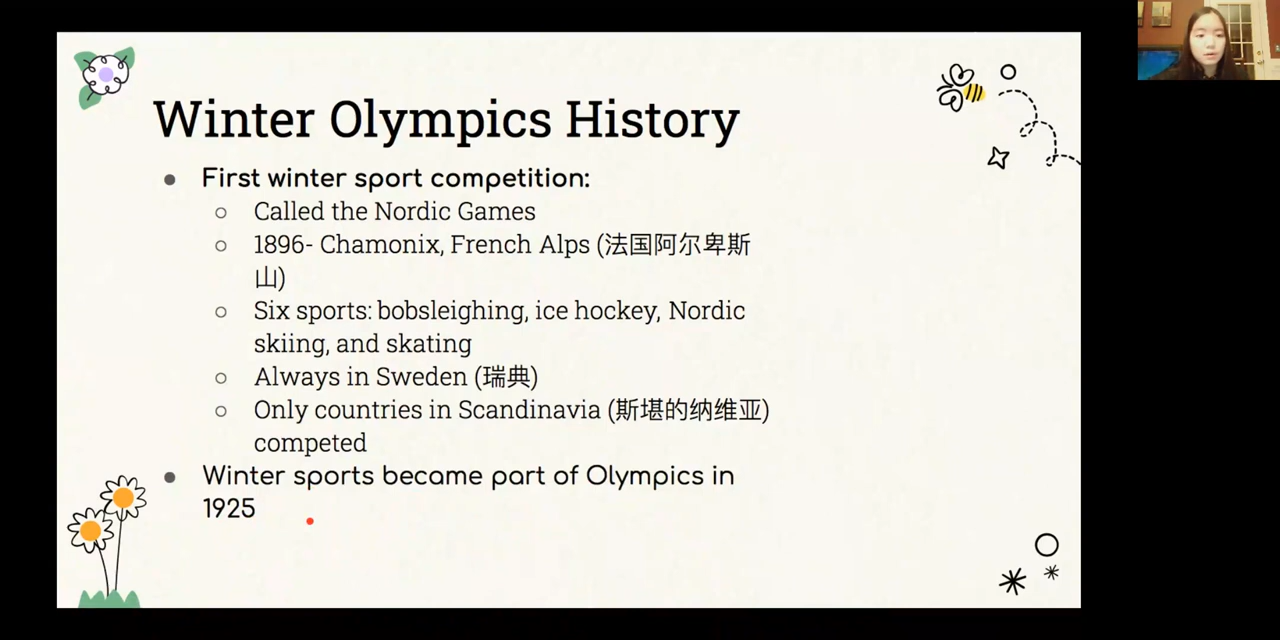 Winter Olympics History
First winter sport competition:
Called the Nordic Games
1896- Chamonix, French Alps (法国阿尔卑斯
山)
Six sports: bobsleighing, ice hockey, Nordic
skiing, and skating
Always in Sweden (瑞典)
Only countries in Scandinavia (斯堪的纳维亚)
competed
Winter sports became part of Olympics in
1925